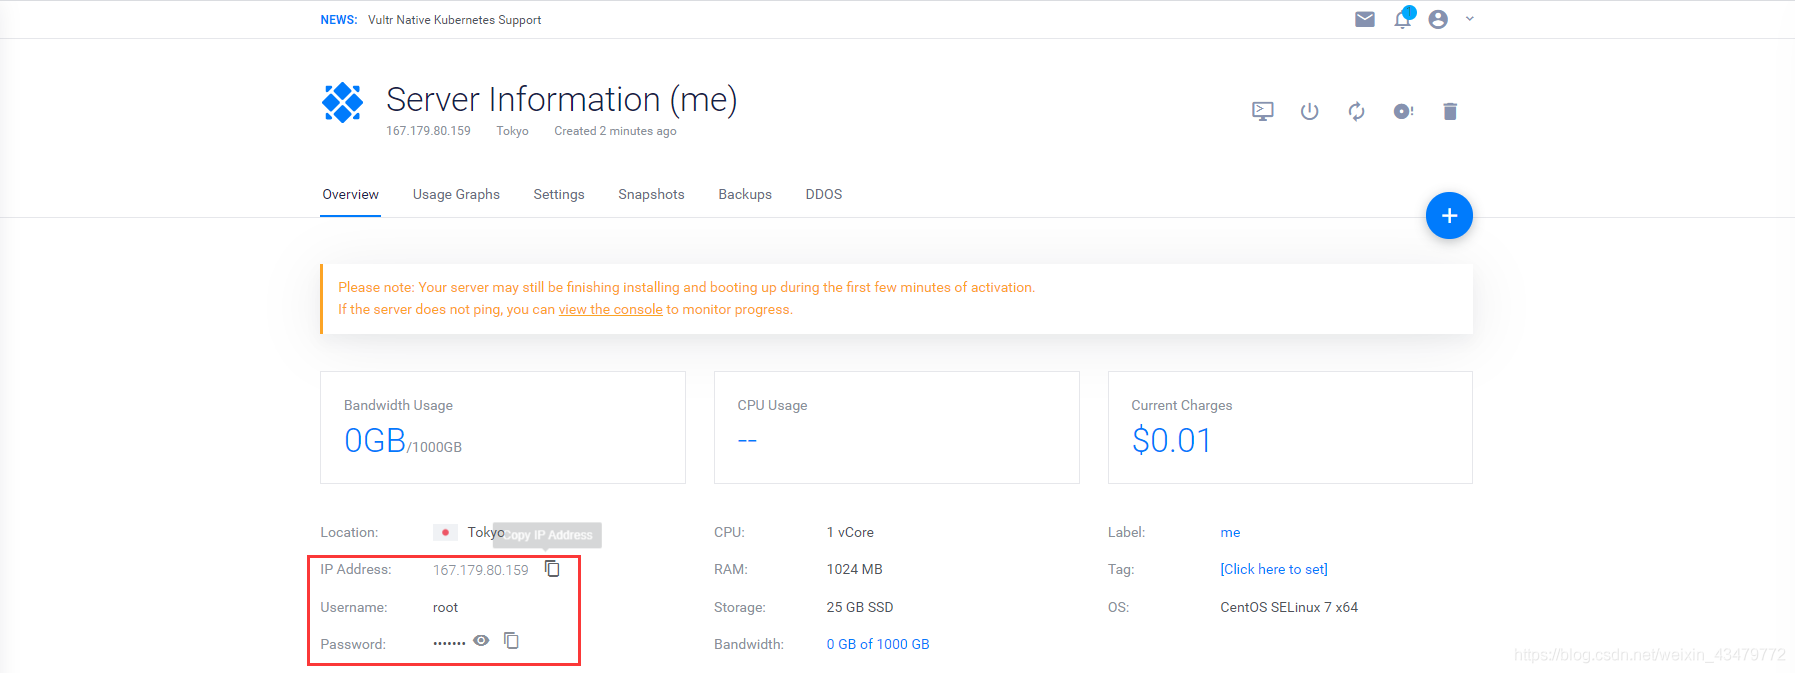 NEWS: Vultr Native Kubernetes Support
1
Server Information (me)
167.179.80.159 Tokyo Created 2 minutes ago
Overview Usage Graphs Settings Snapshots Backups DDOS
+
Please note: Your server may still be finishing installing and booting up during the first few minutes of activation.
If the server does not ping, you can view the console to monitor progress.
Bandwidth Usage CPU Usage Current Charges
0GB/1000GB -- $0.01
Location: Tokyo Copy IP Address CPU: 1 vCore Label: me
IP Address: 167.179.80.159 RAM: 1024 MB Tag: [Click here to set]
Username: root Storage: 25 GB SSD OS: CentOS SELinux 7 x64
Password: ······· Bandwidth: 0 GB of 1000 GB
https://blog.csdn.net/weixin_43479772